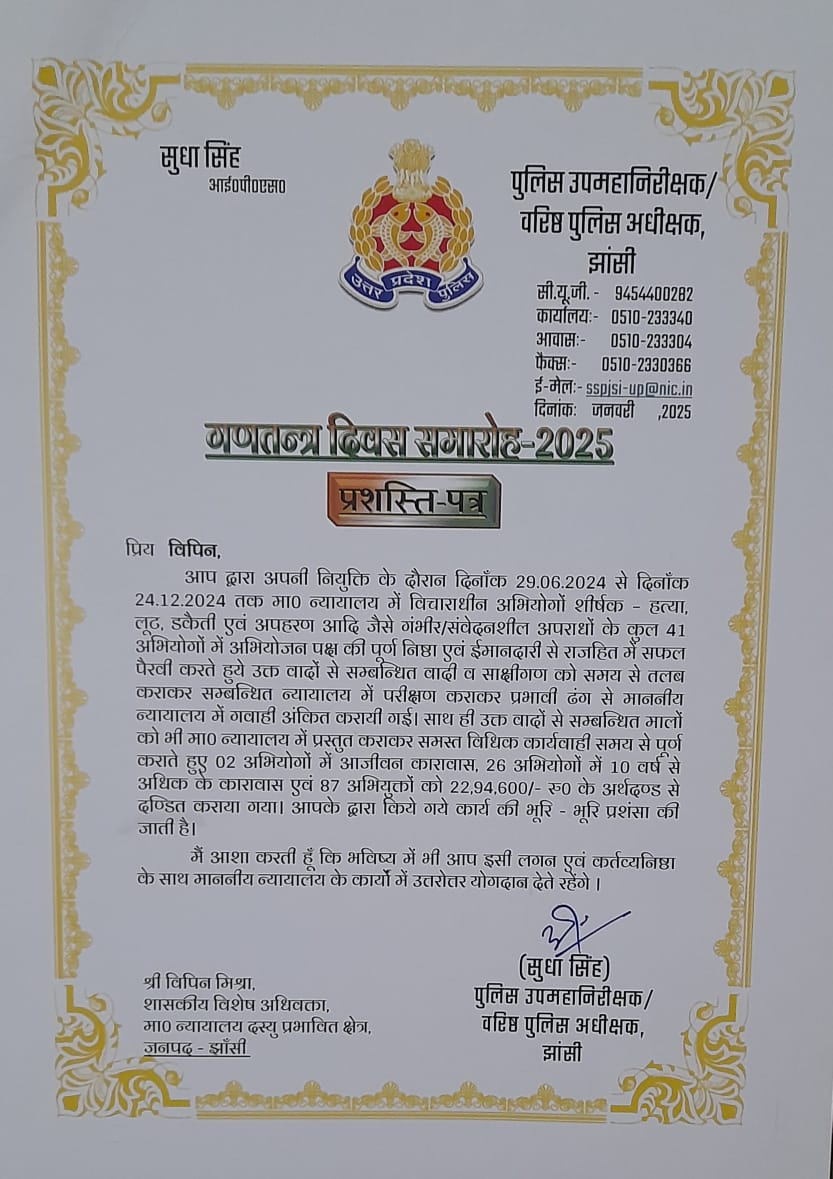 सुधा सिंह
आई०पी०एस०
उत्तर प्रदेश पुलिस
पुलिस उपमहानिरीक्षक/
वरिष्ठ पुलिस अधीक्षक,
झांसी
सी.यू.जी. - 9454400282
कार्यालयः- 0510-233340
आवासः- 0510-233304
फैक्सः- 0510-2330366
ई-मेलः- sspjsi-up@nic.in
दिनांकः जनवरी ,2025
गणतन्त्र दिवस समारोह-2025
प्रशस्ति-पत्र
प्रिय विपिन,
आप द्वारा अपनी नियुक्ति के दौरान दिनाँक 29.06.2024 से दिनाँक
24.12.2024 तक मा0 न्यायालय में विचाराधीन अभियोगों शीर्षक – हत्या,
लूट, डकैती एवं अपहरण आदि जैसे गंभीर/संवेदनशील अपराधों के कुल 41
अभियोगों में अभियोजन पक्ष की पूर्ण निष्ठा एवं ईमानदारी से राजहित में सफल
पैरवी करते हुये उक्त वादों से सम्बन्धित वादी व साक्षीगण को समय से तलब
कराकर सम्बन्धित न्यायालय में परीक्षण कराकर प्रभावी ढंग से माननीय
न्यायालय में गवाही अंकित करायी गई। साथ ही उक्त वादों से सम्बन्धित मालों
को भी मा0 न्यायालय में प्रस्तुत कराकर समस्त विधिक कार्यवाही समय से पूर्ण
कराते हुए 02 अभियोगों में आजीवन कारावास, 26 अभियोगों में 10 वर्ष से
अधिक के कारावास एवं 87 अभियुक्तों को 22,94,600/- रु0 के अर्थदण्ड से
दण्डित कराया गया। आपके द्वारा किये गये कार्य की भूरि - भूरि प्रशंसा की
जाती है।
मैं आशा करती हूँ कि भविष्य में भी आप इसी लगन एवं कर्तव्यनिष्ठा
के साथ माननीय न्यायालय के कार्यों में उत्तरोत्तर योगदान देते रहेंगे ।
(सुधा सिंह)
पुलिस उपमहानिरीक्षक/
वरिष्ठ पुलिस अधीक्षक,
झांसी
श्री विपिन मिश्रा,
शासकीय विशेष अधिवक्ता,
मा0 न्यायालय दस्यु प्रभावित क्षेत्र,
जनपद - झाँसी